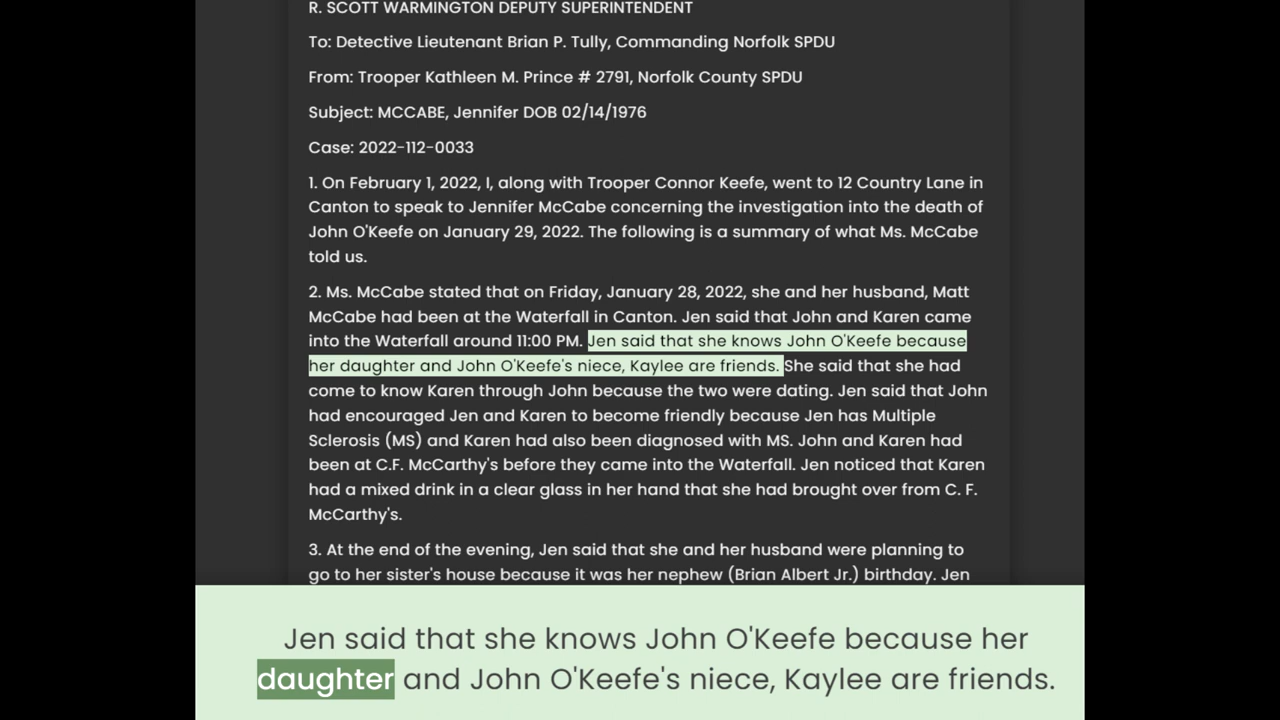 R. SCOTT WARMINGTON DEPUTY SUPERINTENDENT
To: Detective Lieutenant Brian P. Tully, Commanding Norfolk SPDU
From: Trooper Kathleen M. Prince # 2791, Norfolk County SPDU
Subject: MCCABE, Jennifer DOB 02/14/1976
Case: 2022-112-0033
1. On February 1, 2022, I, along with Trooper Connor Keefe, went to 12 Country Lane in
Canton to speak to Jennifer McCabe concerning the investigation into the death of
John O'Keefe on January 29, 2022. The following is a summary of what Ms. McCabe
told us.
2. Ms. McCabe stated that on Friday, January 28, 2022, she and her husband, Matt
McCabe had been at the Waterfall in Canton. Jen said that John and Karen came
into the Waterfall around 11:00 PM. Jen said that she knows John O'Keefe because
her daughter and John O'Keefe's niece, Kaylee are friends. She said that she had
come to know Karen through John because the two were dating. Jen said that John
had encouraged Jen and Karen to become friendly because Jen has Multiple
Sclerosis (MS) and Karen had also been diagnosed with MS. John and Karen had
been at C.F. McCarthy's before they came into the Waterfall. Jen noticed that Karen
had a mixed drink in a clear glass in her hand that she had brought over from C. F.
McCarthy's.
3. At the end of the evening, Jen said that she and her husband were planning to
go to her sister's house because it was her nephew (Brian Albert Jr.) birthday. Jen
Jen said that she knows John O'Keefe because her
daughter and John O'Keefe's niece, Kaylee are friends.